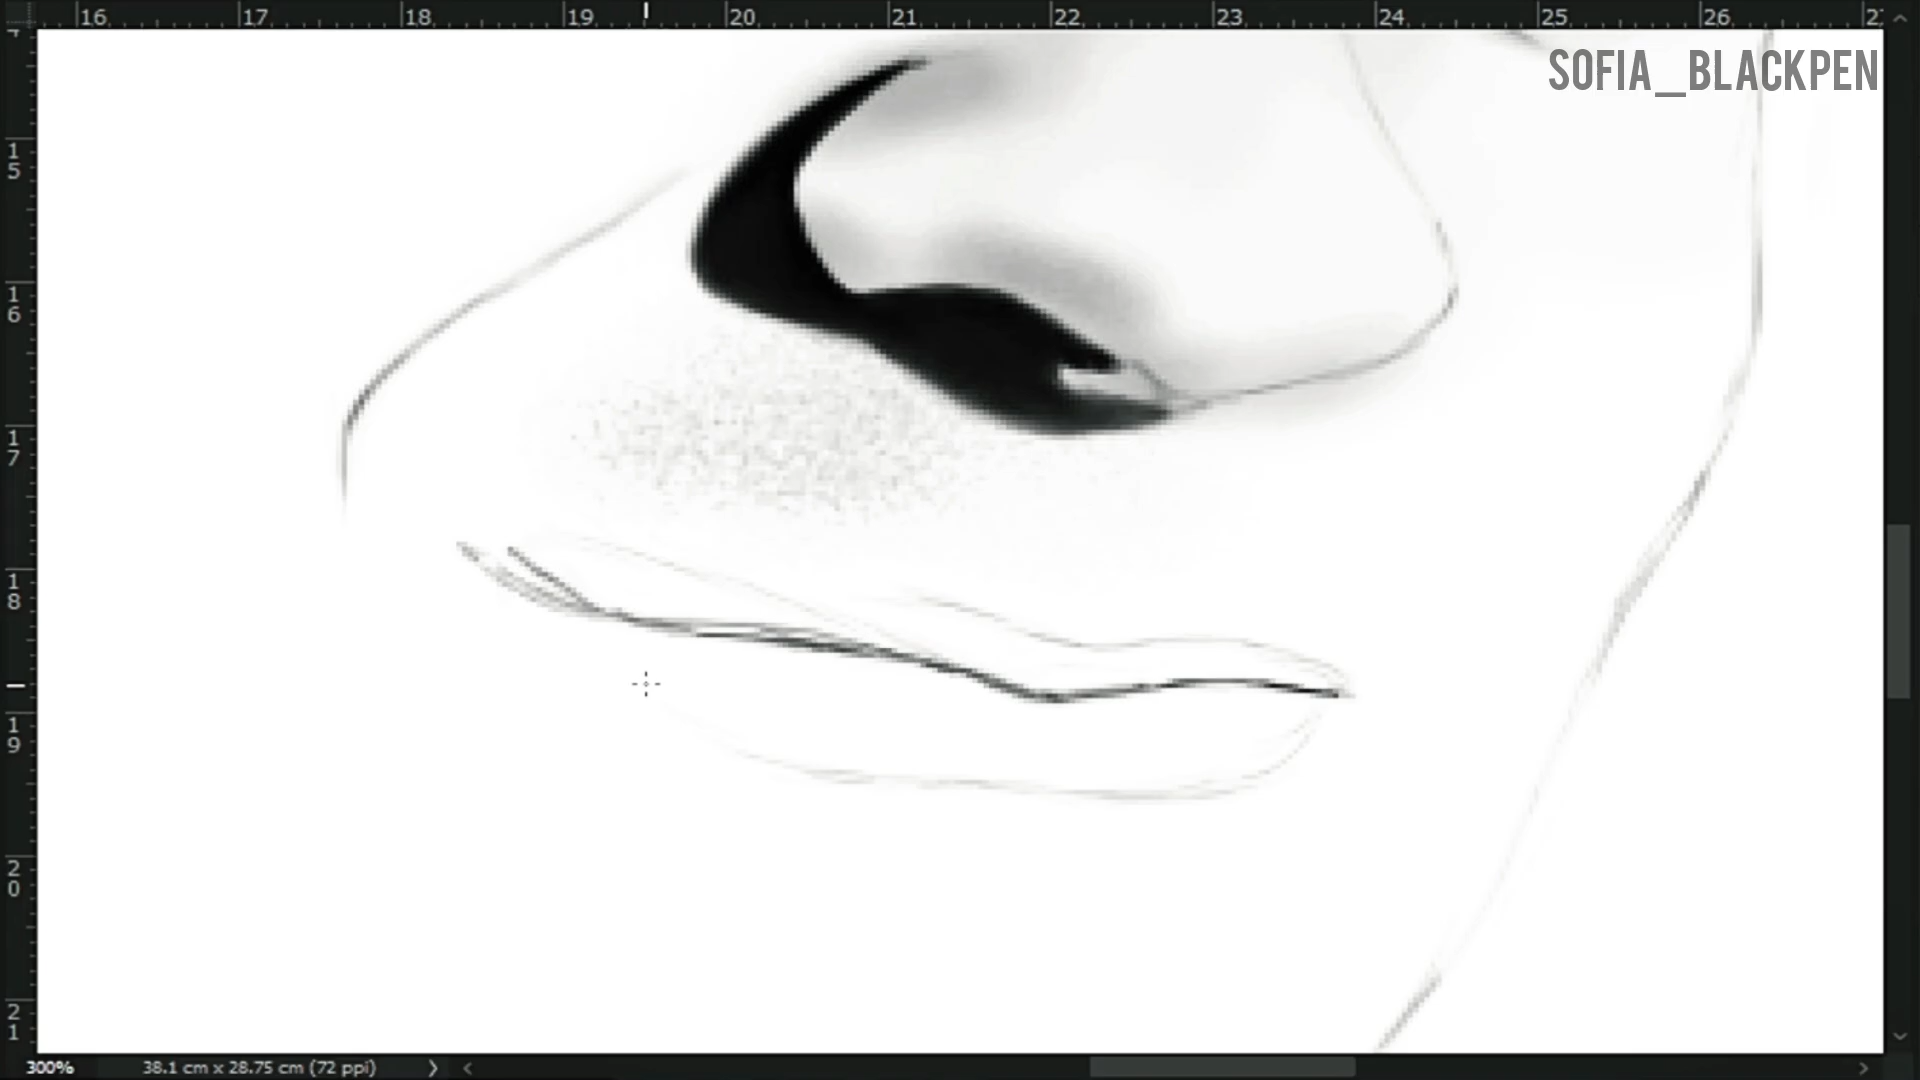 16 17 18 19 20 21 22 23 24 25 26
SOFIA_BLACKPEN
15
16
17
18
19
20
21
300% 38.1 cm x 28.75 cm (72 ppi)